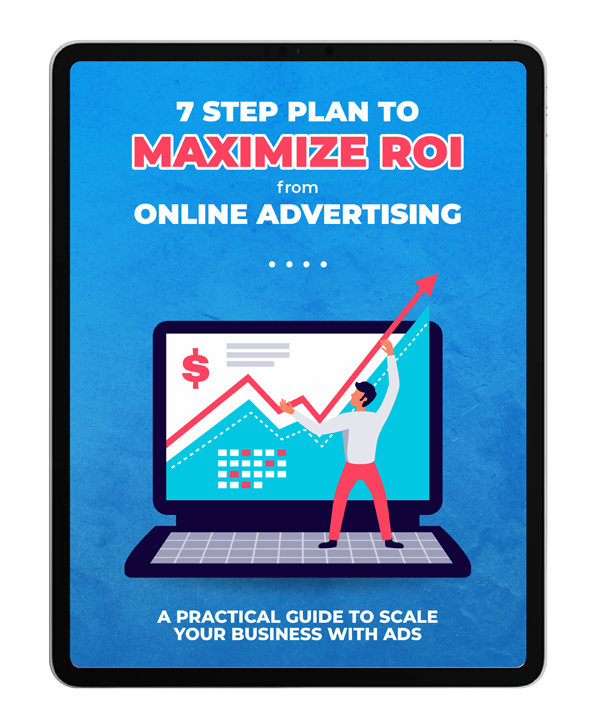 7 STEP PLAN TO
MAXIMIZE ROI
from
ONLINE ADVERTISING
$
A PRACTICAL GUIDE TO SCALE
YOUR BUSINESS WITH ADS